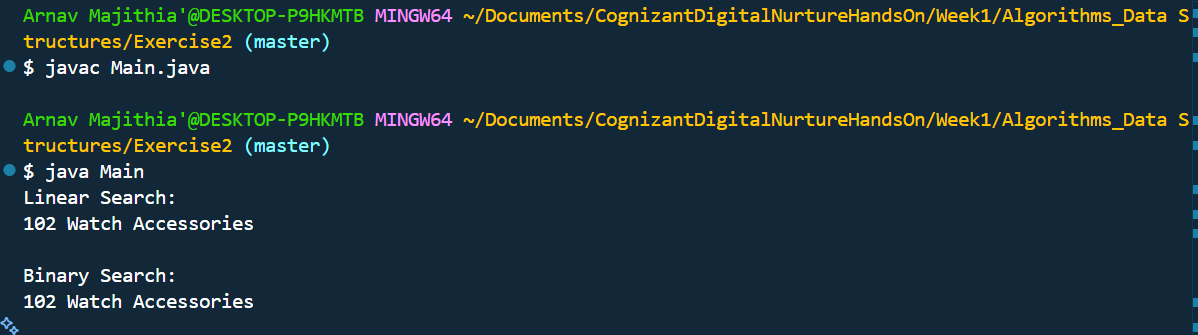 Arnav Majithia'@DESKTOP-P9HKMTB MINGW64 ~/Documents/CognizantDigitalNurtureHandsOn/Week1/Algorithms_Data S
tructures/Exercise2 (master)
$ javac Main.java
Arnav Majithia'@DESKTOP-P9HKMTB MINGW64 ~/Documents/CognizantDigitalNurtureHandsOn/Week1/Algorithms_Data S
tructures/Exercise2 (master)
$ java Main
Linear Search:
102 Watch Accessories
Binary Search:
102 Watch Accessories